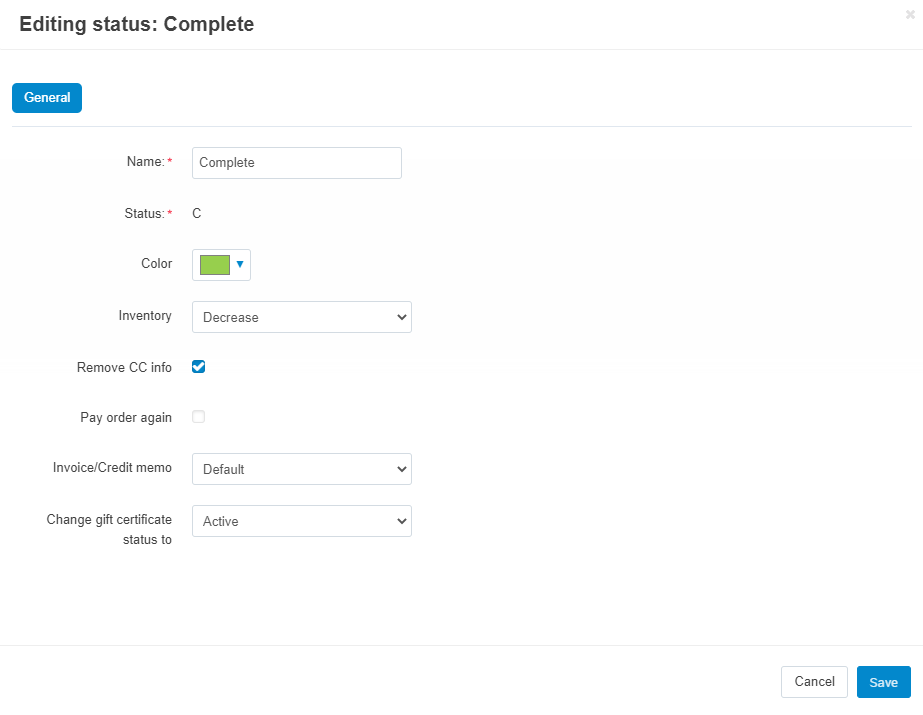 Editing status: Complete
General
Name:*
Complete
Status:*
C
Color
Inventory
Decrease
Remove CC info
Pay order again
Invoice/Credit memo
Default
Change gift certificate
status to
Active
Cancel
Save